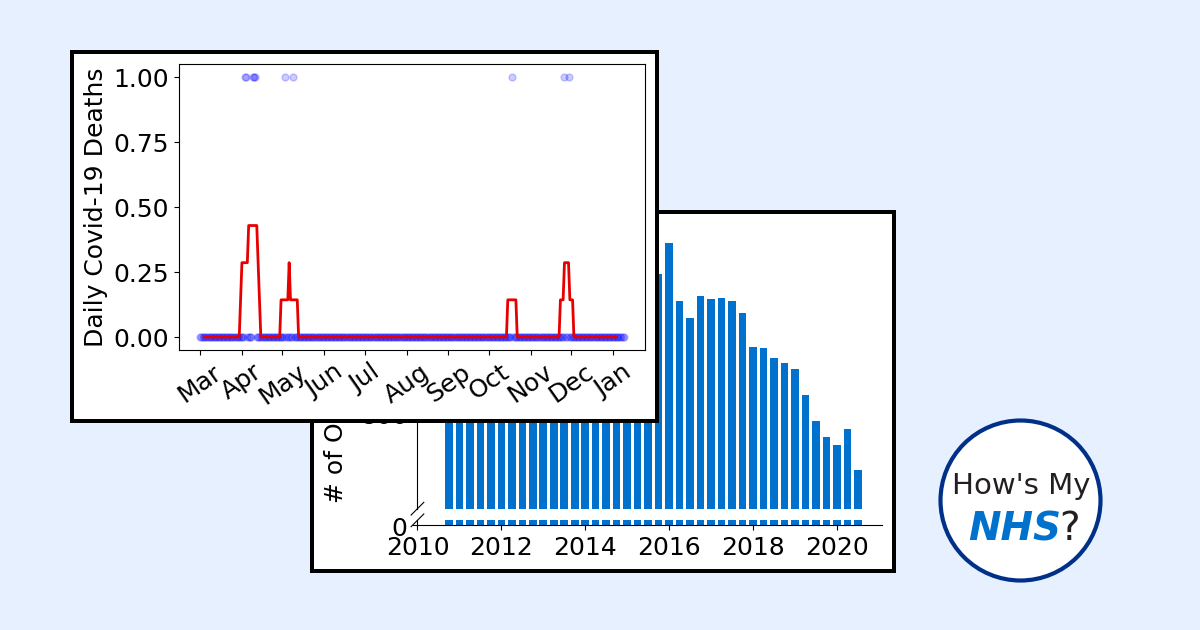 Daily Covid-19 Deaths
1.00
0.75
0.50
0.25
0.00
Mar
Apr
May
Jun
Jul
Aug
Sep
Oct
Nov
Dec
Jan
# of O
0
2010
2012
2014
2016
2018
2020
How's My
NHS?